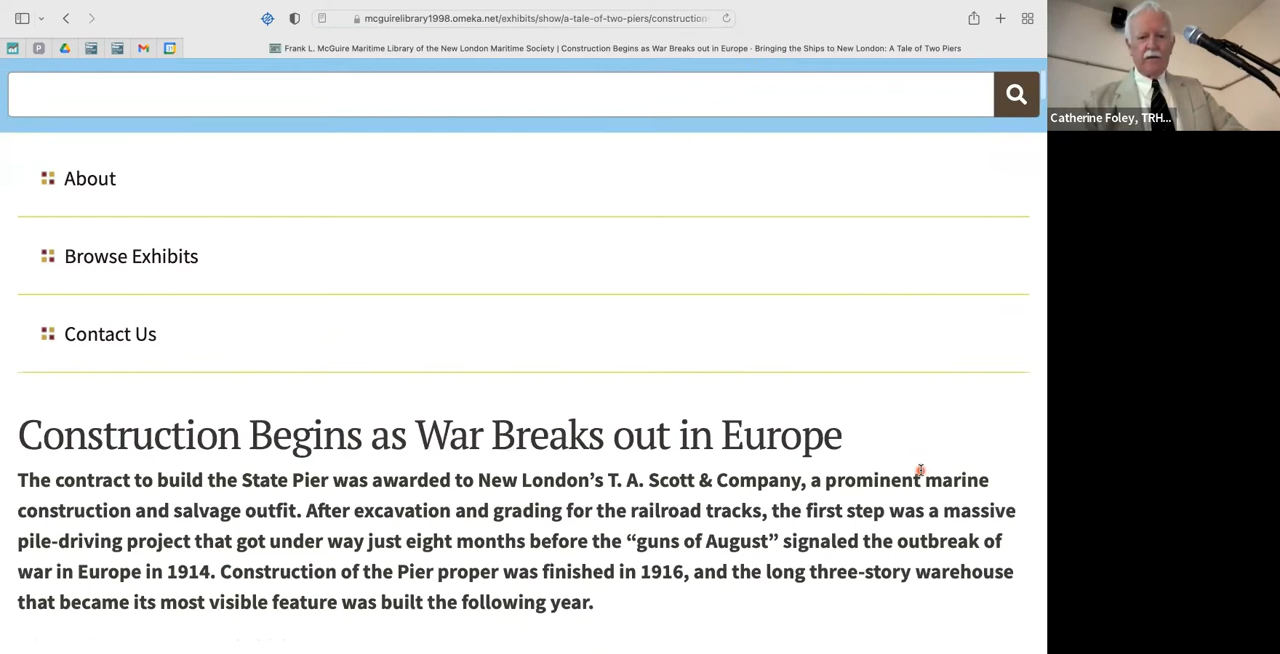 mcguirelibrary1998.omeka.net/exhibits/show/a-tale-of-two-piers/construction
Frank L. McGuire Maritime Library of the New London Maritime Society | Construction Begins as War Breaks out in Europe · Bringing the Ships to New London: A Tale of Two Piers
Catherine Foley, TRH...
About
Browse Exhibits
Contact Us
Construction Begins as War Breaks out in Europe
The contract to build the State Pier was awarded to New London’s T. A. Scott & Company, a prominent marine
construction and salvage outfit. After excavation and grading for the railroad tracks, the first step was a massive
pile-driving project that got under way just eight months before the “guns of August” signaled the outbreak of
war in Europe in 1914. Construction of the Pier proper was finished in 1916, and the long three-story warehouse
that became its most visible feature was built the following year.